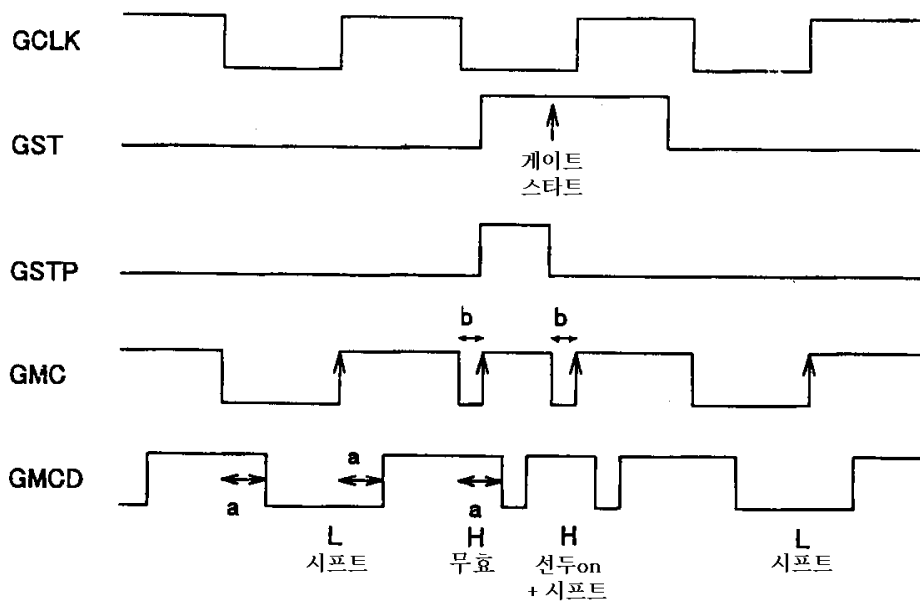 GCLK
GST
게이트
스타트
GSTP
b b
GMC
GMCD
a a a
L H H L
시프트 무효 선두on 시프트
+ 시프트